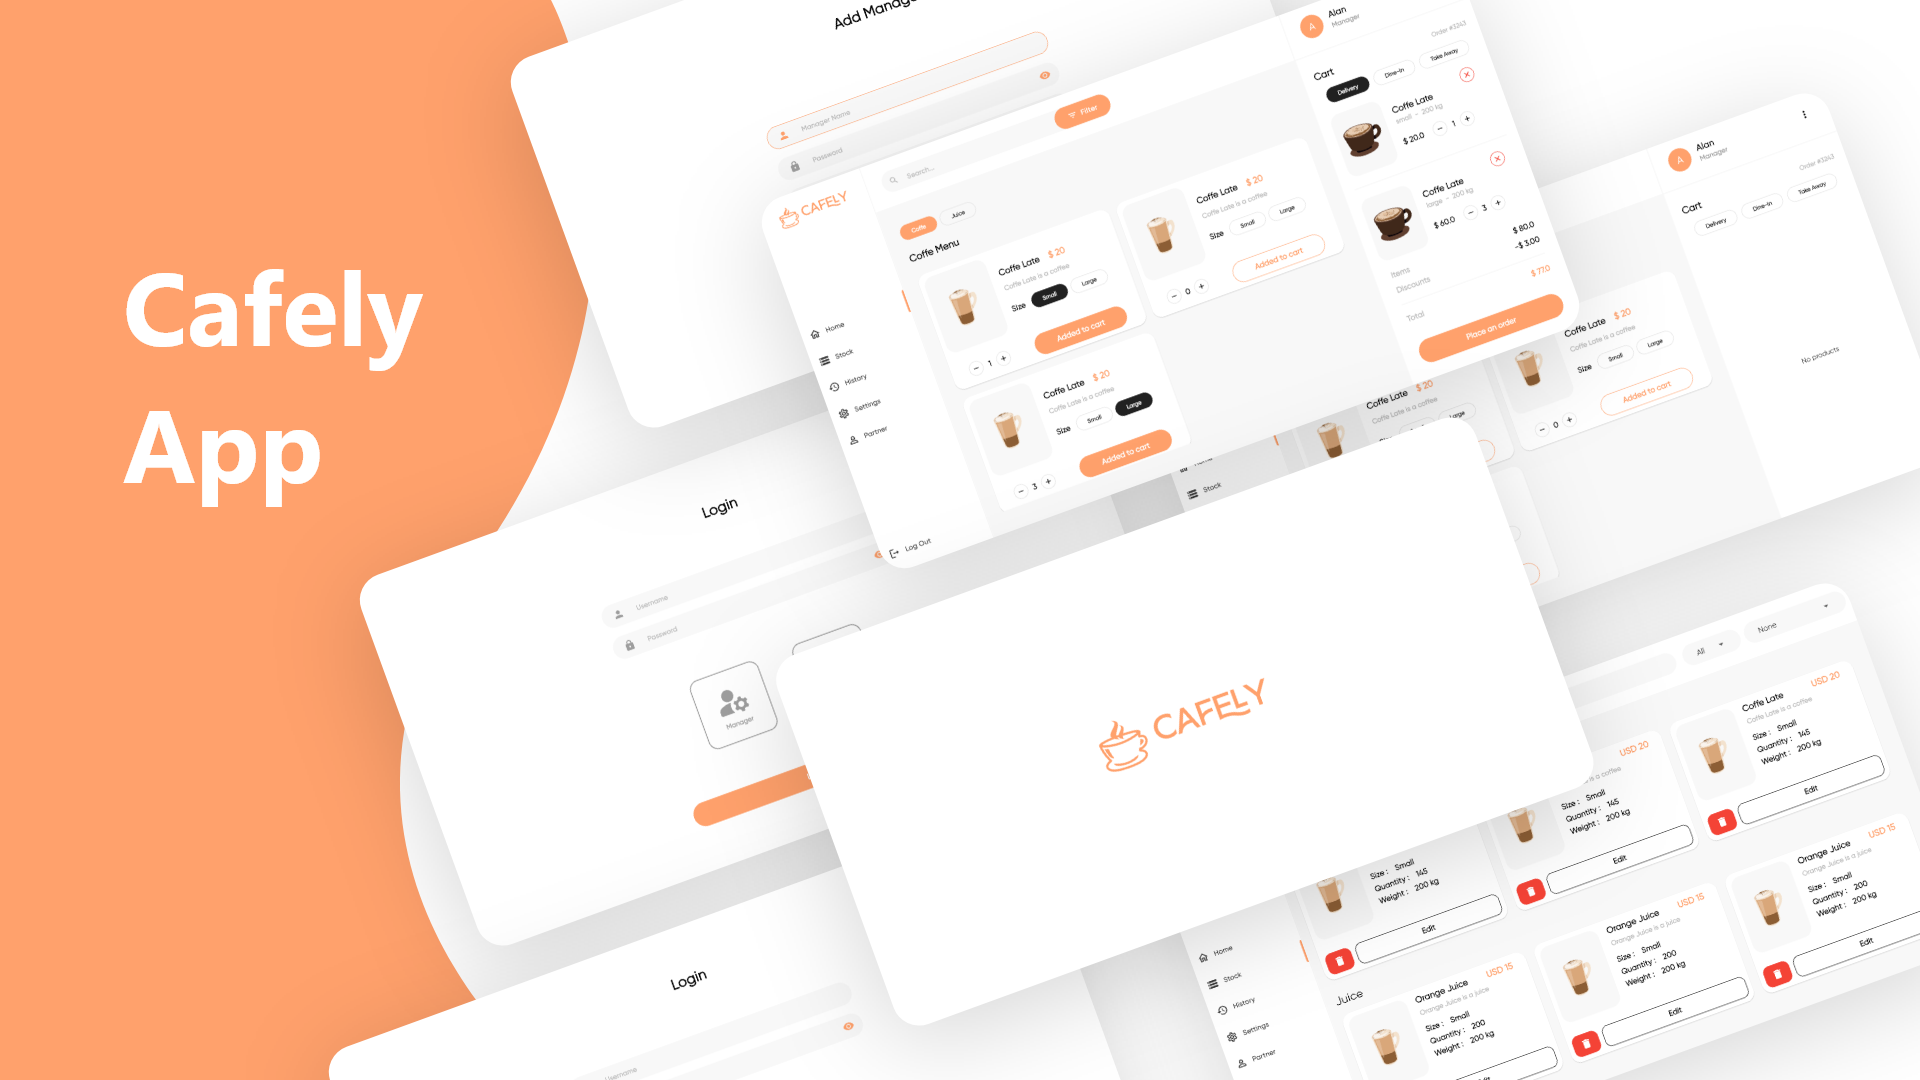 Cafely
App
Add Manag
Manager Name
Password
CAFELY
Search...
Filter
Coffe
Juice
Coffe Menu
Home
Stock
History
Settings
Partner
Log Out
Coffe Late $ 20
Coffe Late is a coffee
Size Small Large
1
Added to cart
Coffe Late $ 20
Coffe Late is a coffee
Size Small Large
0
Added to cart
Coffe Late $ 20
Coffe Late is a coffee
Size Small Large
3
Added to cart
A
Alan
Manager
Order #3243
Cart
Delivery Dine-In Take Away
Coffe Late
small - 200 kg
$ 20.0 1
Coffe Late
large - 200 kg
$ 60.0 3
Items $ 80.0
Discounts -$ 3.00
Total $ 77.0
Place an order
A
Alan
Manager
Order #3243
Cart
Delivery Dine-In Take Away
No products
Coffe Late $ 20
Coffe Late is a coffee
Size Small Large
0
Added to cart
Coffe Late $ 20
Coffe Late is a coffee
Large
Stock
Login
Username
Password
Manager
CAFELY
Login
Username
All
None
Coffe Late USD 20
Coffe Late is a coffee
Size : Small
Quantity : 145
Weight : 200 kg
Edit
USD 20
is a coffee
Size : Small
Quantity : 145
Weight : 200 kg
Edit
Size : Small
Quantity : 145
Weight : 200 kg
Edit
Home
Stock
History
Settings
Partner
Juice
Orange Juice USD 15
Orange Juice is a juice
Size : Small
Quantity : 200
Weight : 200 kg
Edit
Orange Juice USD 15
Orange Juice is a juice
Size : Small
Quantity : 200
Weight : 200 kg
Edit
Orange Juice USD 15
Orange Juice is a juice
Size : Small
Quantity : 200
Weight : 200 kg
Edit